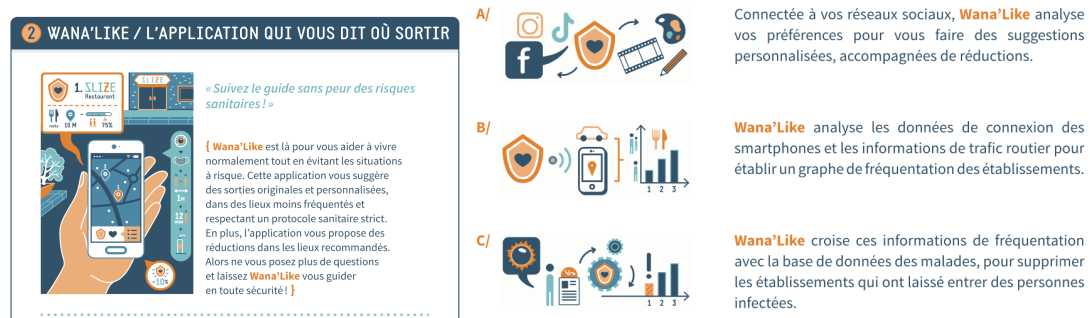 2 WANA'LIKE / L'APPLICATION QUI VOUS DIT OÙ SORTIR
1. SLIZE
Restaurant
SLIZE
resto 10 M 75%
1M
12
-10%
« Suivez le guide sans peur des risques
sanitaires ! »
{ Wana'Like est là pour vous aider à vivre
normalement tout en évitant les situations
à risque. Cette application vous suggère
des sorties originales et personnalisées,
dans des lieux moins fréquentés et
respectant un protocole sanitaire strict.
En plus, l'application vous propose des
réductions dans les lieux recommandés.
Alors ne vous posez plus de questions
et laissez Wana'Like vous guider
en toute sécurité ! }
A/
Connectée à vos réseaux sociaux, Wana'Like analyse
vos préférences pour vous faire des suggestions
personnalisées, accompagnées de réductions.
B/
1 2 3
Wana'Like analyse les données de connexion des
smartphones et les informations de trafic routier pour
établir un graphe de fréquentation des établissements.
C/
1 2 3
Wana'Like croise ces informations de fréquentation
avec la base de données des malades, pour supprimer
les établissements qui ont laissé entrer des personnes
infectées.